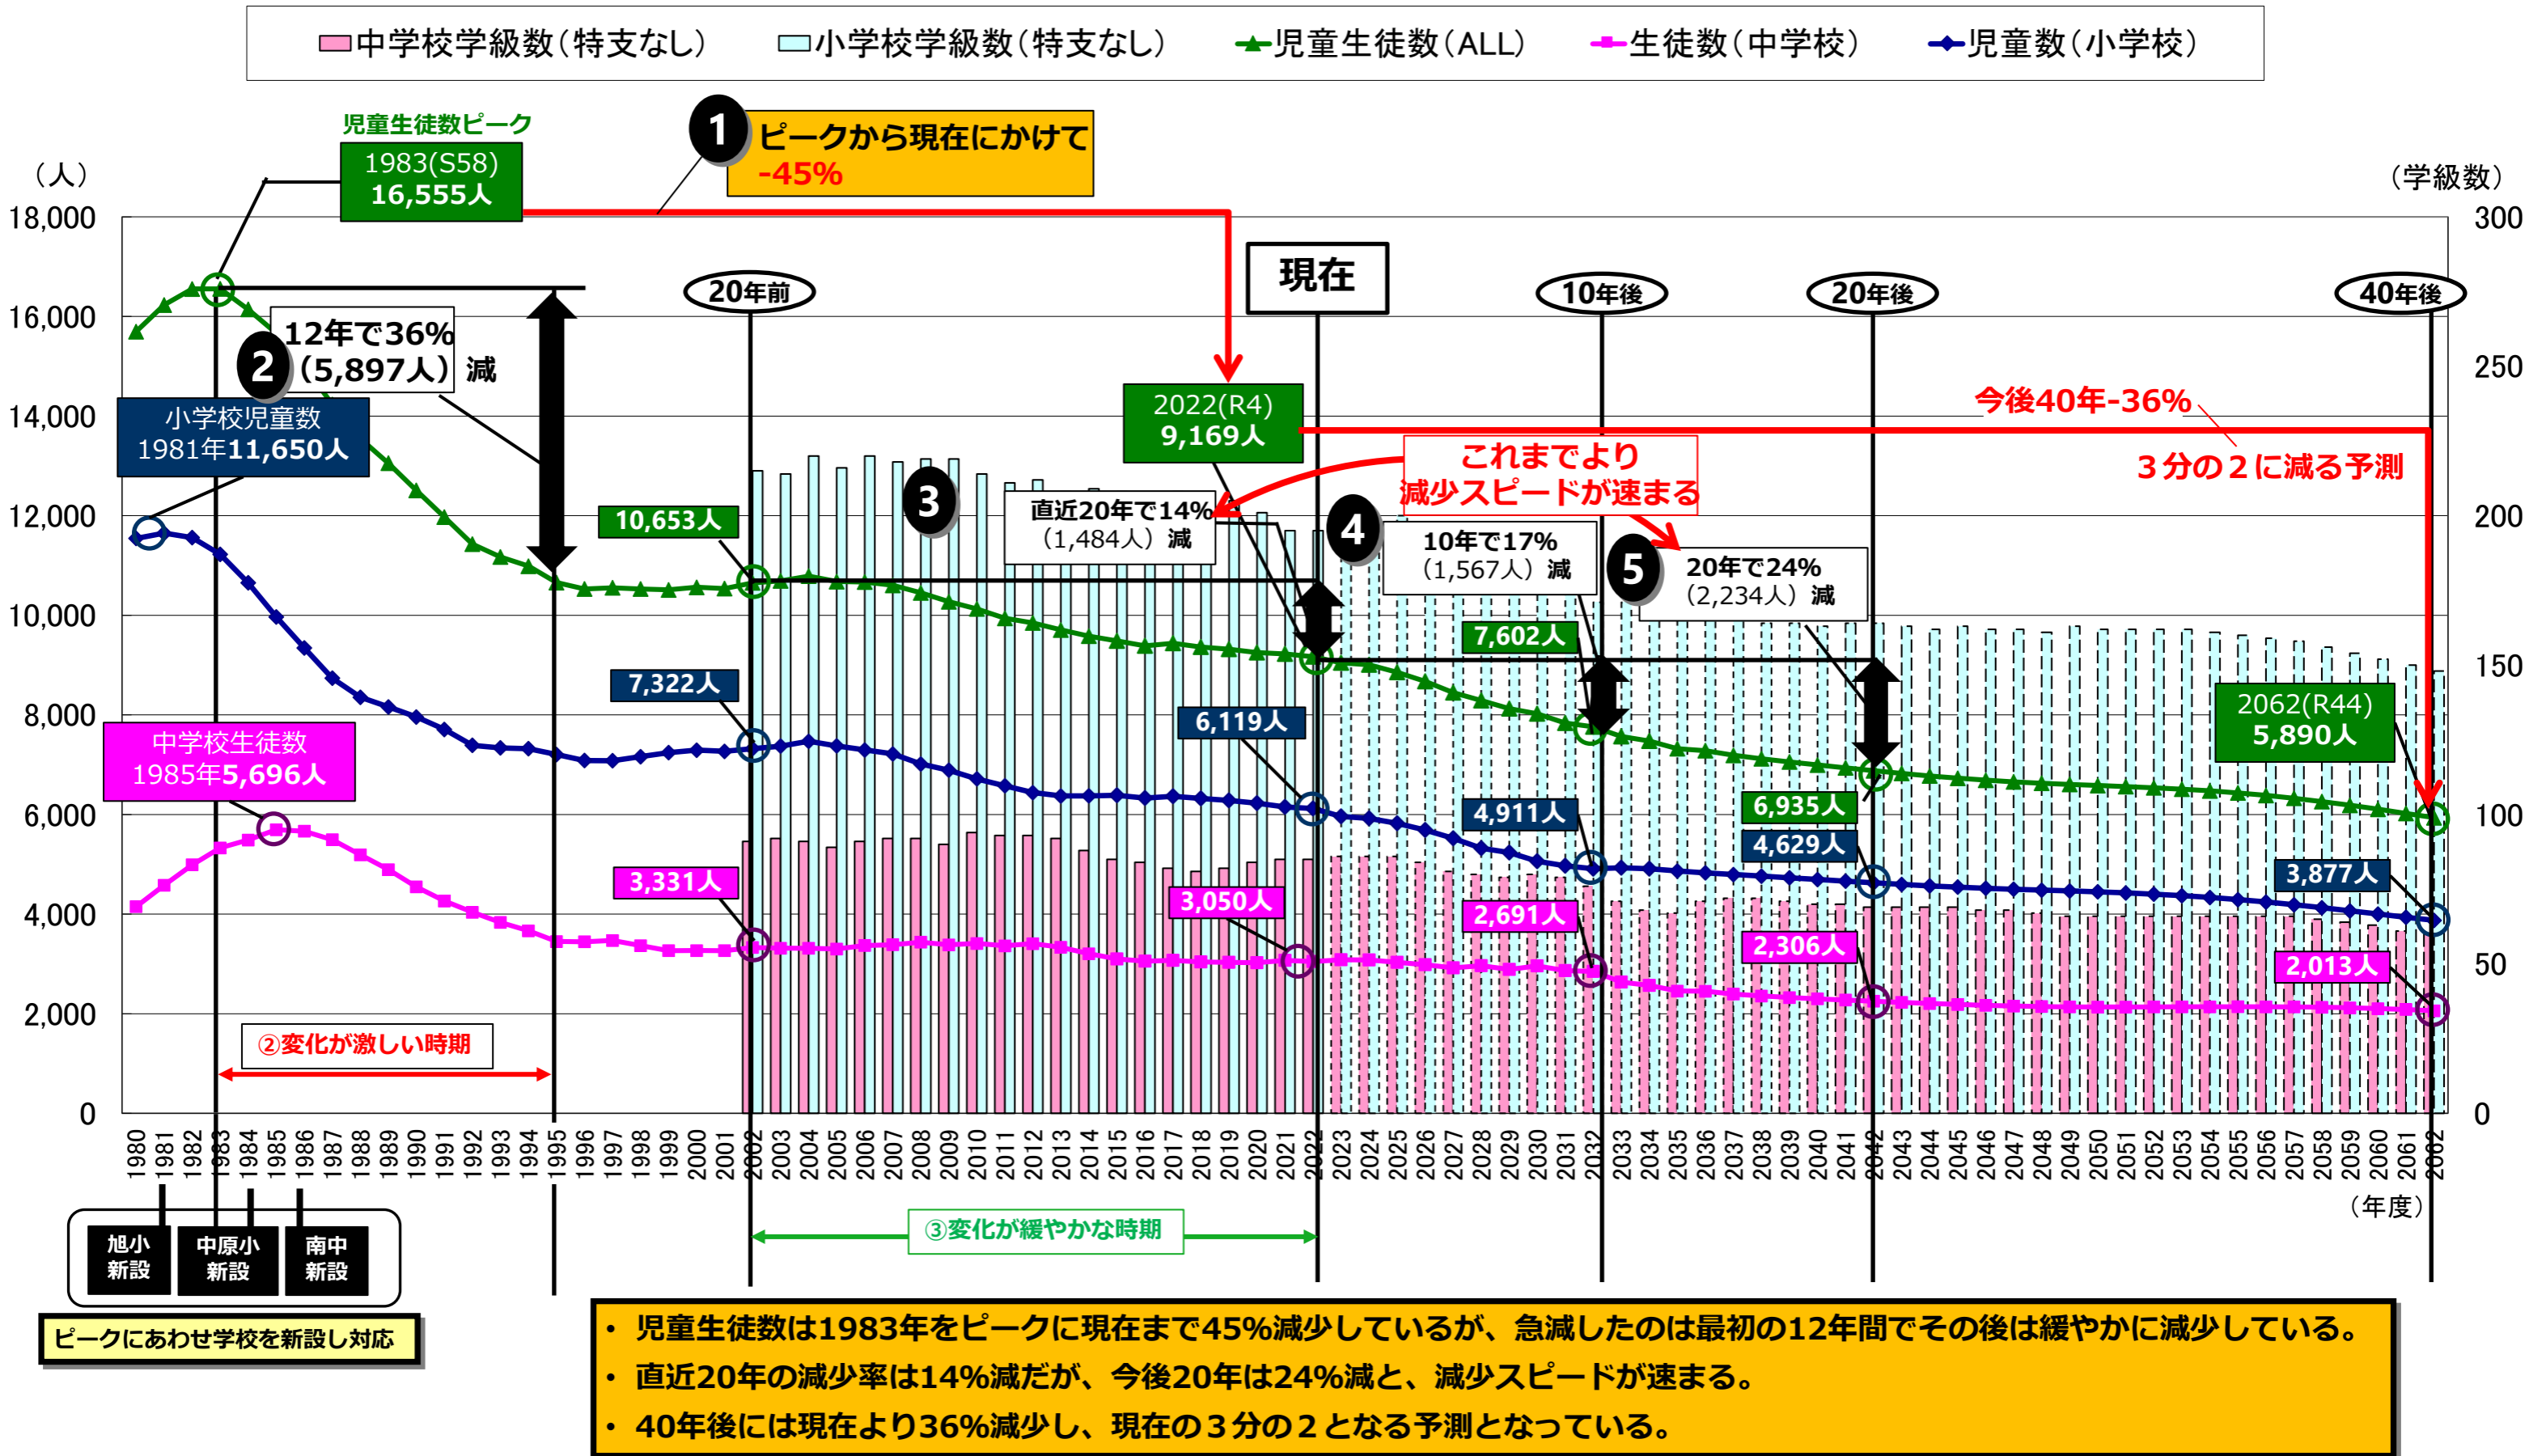 中学校学級数（特支なし） 小学校学級数（特支なし） 児童生徒数（ALL） 生徒数（中学校） 児童数（小学校）
児童生徒数ピーク
1983(S58)
16,555人
1
ピークから現在にかけて
-45%
（人）
（学級数）
18,000
16,000
14,000
12,000
10,000
8,000
6,000
4,000
2,000
0
300
250
200
150
100
50
0
20年前
現在
10年後
20年後
40年後
2
12年で36%
（5,897人）減
小学校児童数
1981年11,650人
中学校生徒数
1985年5,696人
2022(R4)
9,169人
今後40年-36%
３分の２に減る予測
これまでより
減少スピードが速まる
3
直近20年で14%
（1,484人）減
4
10年で17%
（1,567人）減
5
20年で24%
（2,234人）減
10,653人
7,322人
3,331人
6,119人
3,050人
7,602人
4,911人
2,691人
6,935人
4,629人
2,306人
2062(R44)
5,890人
3,877人
2,013人
②変化が激しい時期
1980 1981 1982 1983 1984 1985 1986 1987 1988 1989 1990 1991 1992 1993 1994 1995 1996 1997 1998 1999 2000 2001 2002 2003 2004 2005 2006 2007 2008 2009 2010 2011 2012 2013 2014 2015 2016 2017 2018 2019 2020 2021 2022 2023 2024 2025 2026 2027 2028 2029 2030 2031 2032 2033 2034 2035 2036 2037 2038 2039 2040 2041 2042 2043 2044 2045 2046 2047 2048 2049 2050 2051 2052 2053 2054 2055 2056 2057 2058 2059 2060 2061 2062
（年度）
③変化が緩やかな時期
旭小
新設
中原小
新設
南中
新設
ピークにあわせ学校を新設し対応
・ 児童生徒数は1983年をピークに現在まで45%減少しているが、急減したのは最初の12年間でその後は緩やかに減少している。
・ 直近20年の減少率は14%減だが、今後20年は24%減と、減少スピードが速まる。
・ 40年後には現在より36%減少し、現在の３分の２となる予測となっている。